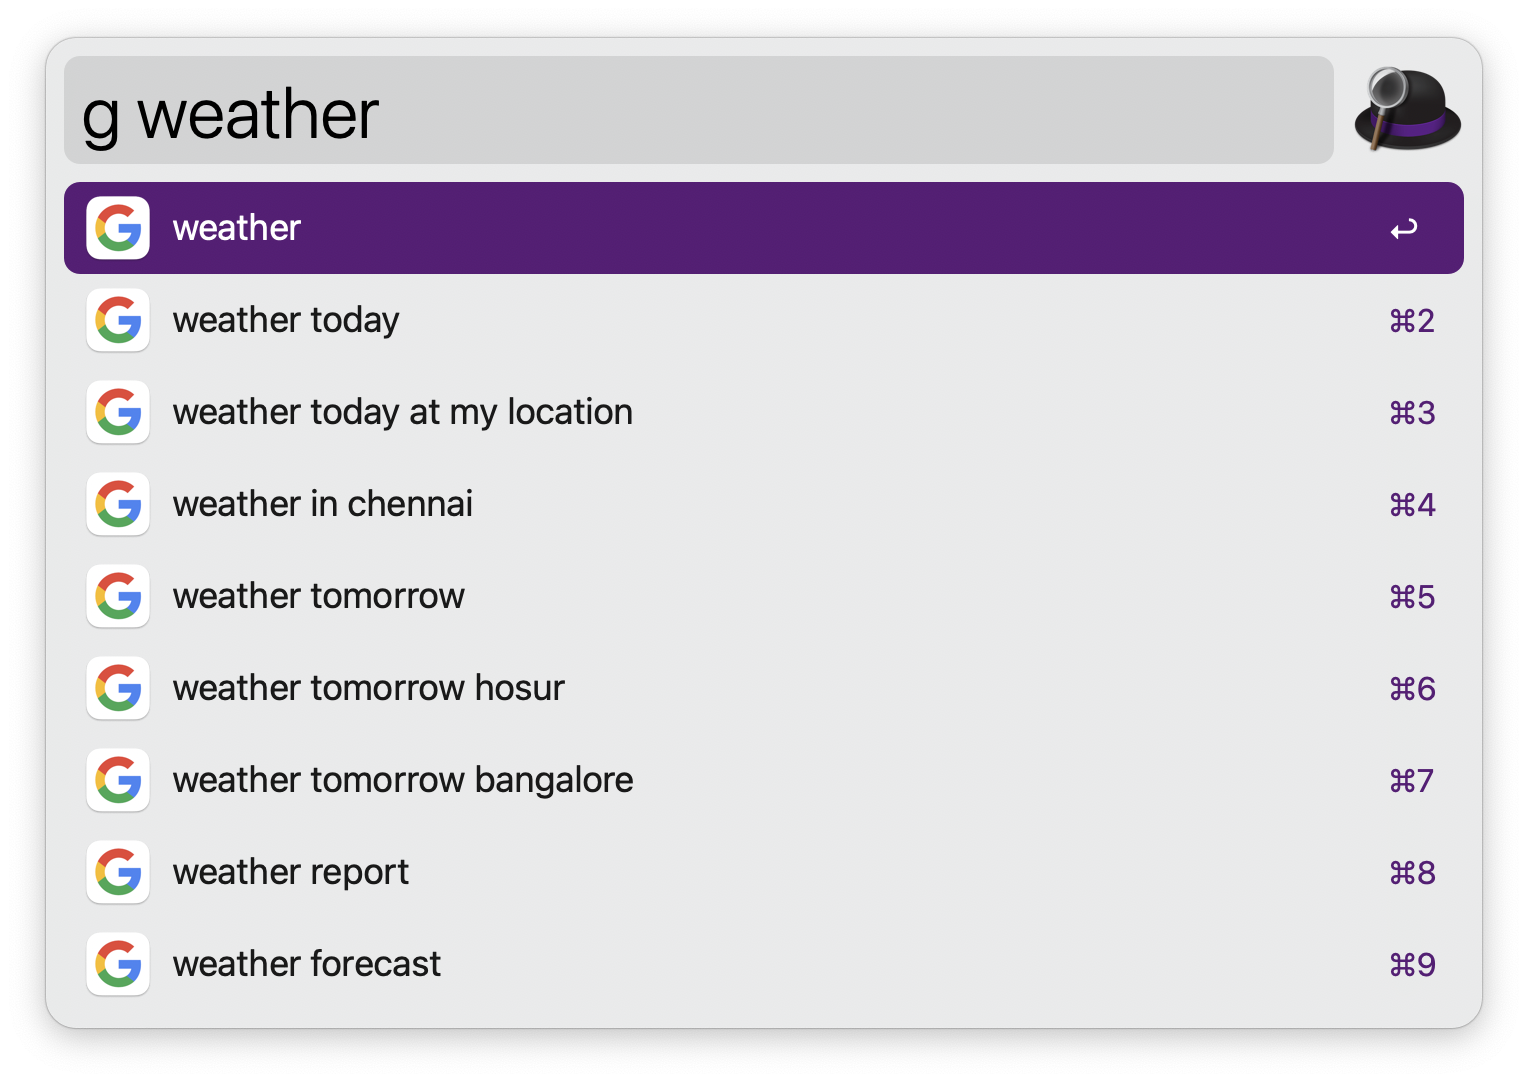 g weather
weather ↩
weather today ⌘2
weather today at my location ⌘3
weather in chennai ⌘4
weather tomorrow ⌘5
weather tomorrow hosur ⌘6
weather tomorrow bangalore ⌘7
weather report ⌘8
weather forecast ⌘9